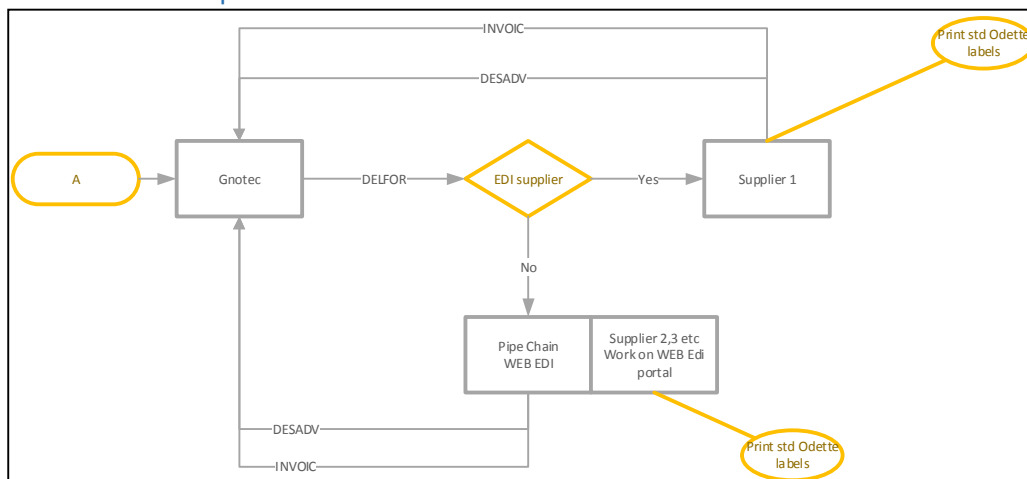 INVOIC
Print std Odette
labels
DESADV
A
Gnotec
DELFOR
EDI supplier
Yes
Supplier 1
No
Pipe Chain
WEB EDI
Supplier 2,3 etc
Work on WEB Edi
portal
DESADV
INVOIC
Print std Odette
labels